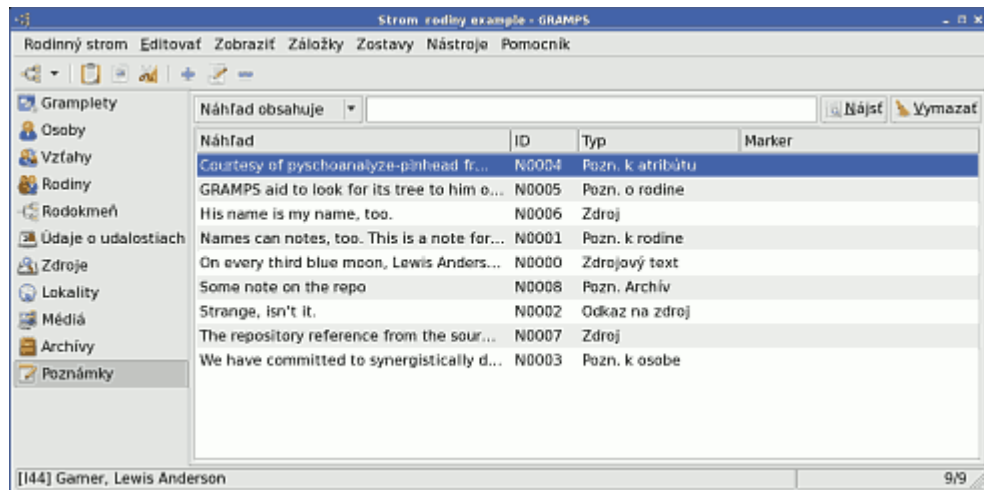 Strom rodiny example - GRAMPS
Rodinný strom Editovať Zobraziť Záložky Zostavy Nástroje Pomocník
Gramplety
Osoby
Vzťahy
Rodiny
Rodokmeň
Údaje o udalostiach
Zdroje
Lokality
Médiá
Archívy
Poznámky
Náhľad obsahuje Nájsť Vymazať
Náhľad ID Typ Marker
Courtesy of pyschoanalyze-pinhead fr... N0004 Pozn. k atribútu
GRAMPS aid to look for its tree to him o... N0005 Pozn. o rodine
His name is my name, too. N0006 Zdroj
Names can notes, too. This is a note for... N0001 Pozn. k rodine
On every third blue moon, Lewis Anders... N0000 Zdrojový text
Some note on the repo N0008 Pozn. Archív
Strange, isn't it. N0002 Odkaz na zdroj
The repository reference from the sour... N0007 Zdroj
We have committed to synergistically d... N0003 Pozn. k osobe
[I44] Garner, Lewis Anderson 9/9